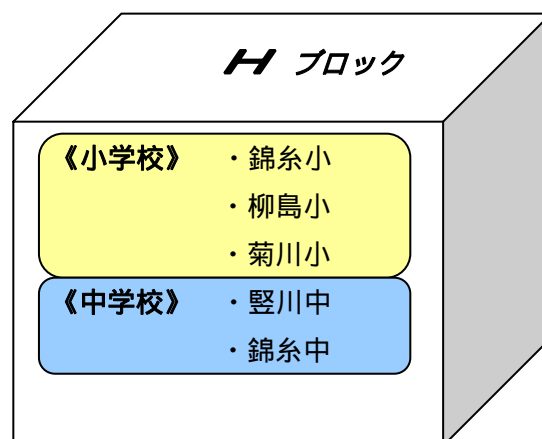 H ブロック
《小学校》 ・錦糸小
・柳島小
・菊川小
《中学校》 ・竪川中
・錦糸中